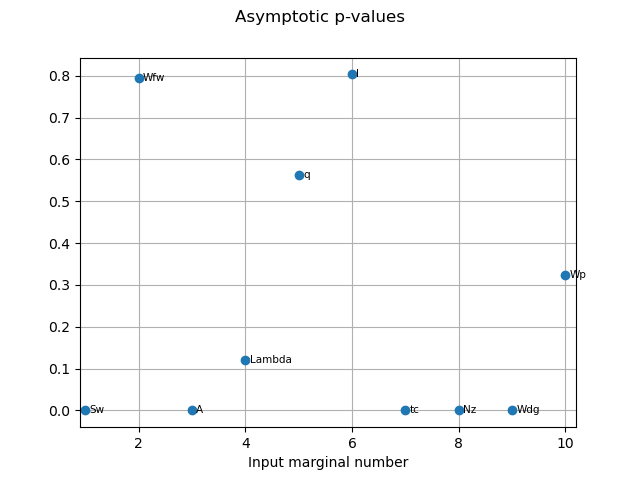 Asymptotic p-values
0.8
0.7
0.6
0.5
0.4
0.3
0.2
0.1
0.0
Wfw
l
q
Wp
Lambda
Sw
A
tc
Nz
Wdg
2
4
6
8
10
Input marginal number